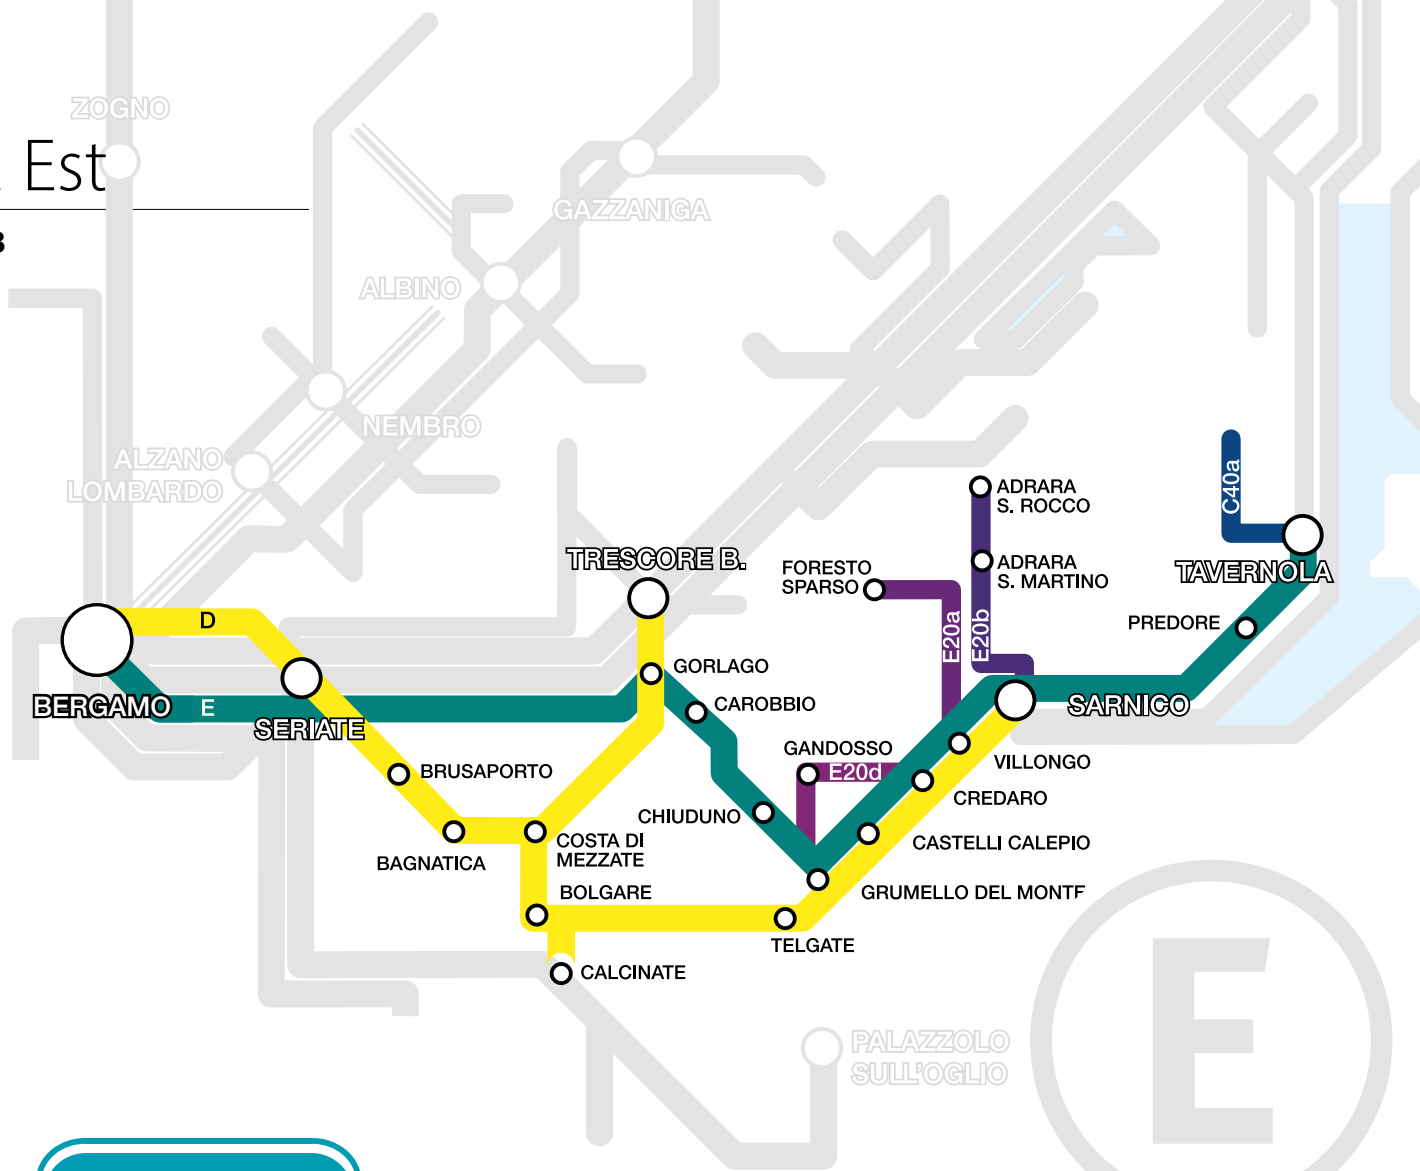 ZOGNO
Est
GAZZANIGA
ALBINO
NEMBRO
ALZANO
LOMBARDO
C40a
ADRARA
S. ROCCO
TRESCORE B.
FORESTO
SPARSO
ADRARA
S. MARTINO
TAVERNOLA
D
E20a
E20b
PREDORE
GORLAGO
BERGAMO
E
CAROBBIO
SARNICO
SERIATE
GANDOSSO
E20d
VILLONGO
BRUSAPORTO
CREDARO
CHIUDUNO
COSTA DI
MEZZATE
CASTELLI CALEPIO
BAGNATICA
BOLGARE
GRUMELLO DEL MONTE
TELGATE
CALCINATE
PALAZZOLO
SULL'OGLIO
E